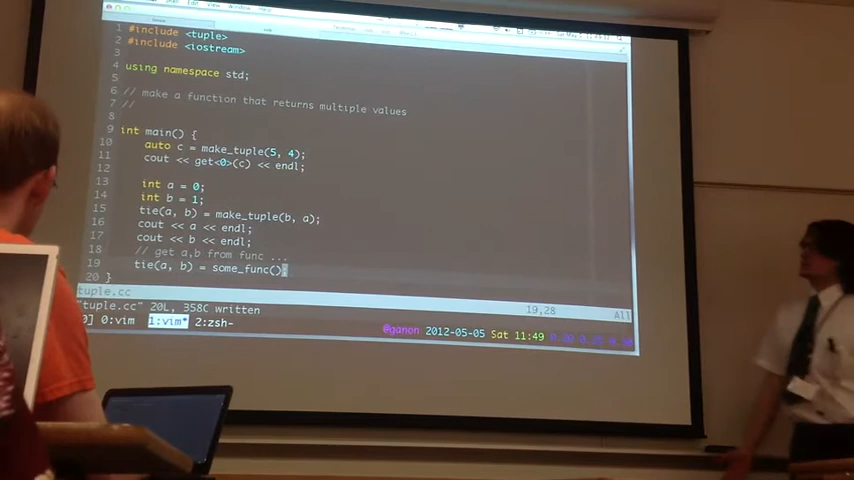 1 #include <tuple>
2 #include <iostream>
3
4 using namespace std;
5
6 // make a function that returns multiple values
7 //
8
9 int main() {
10 auto c = make_tuple(5, 4);
11 cout << get<0>(c) << endl;
12
13 int a = 0;
14 int b = 1;
15 tie(a, b) = make_tuple(b, a);
16 cout << a << endl;
17 cout << b << endl;
18 // get a,b from func ...
19 tie(a, b) = some_func();
20 }
tuple.cc 19,28 All
"tuple.cc" 20L, 358C written
0] 0:vim 1:vim* 2:zsh- @ganon 2012-05-05 Sat 11:49